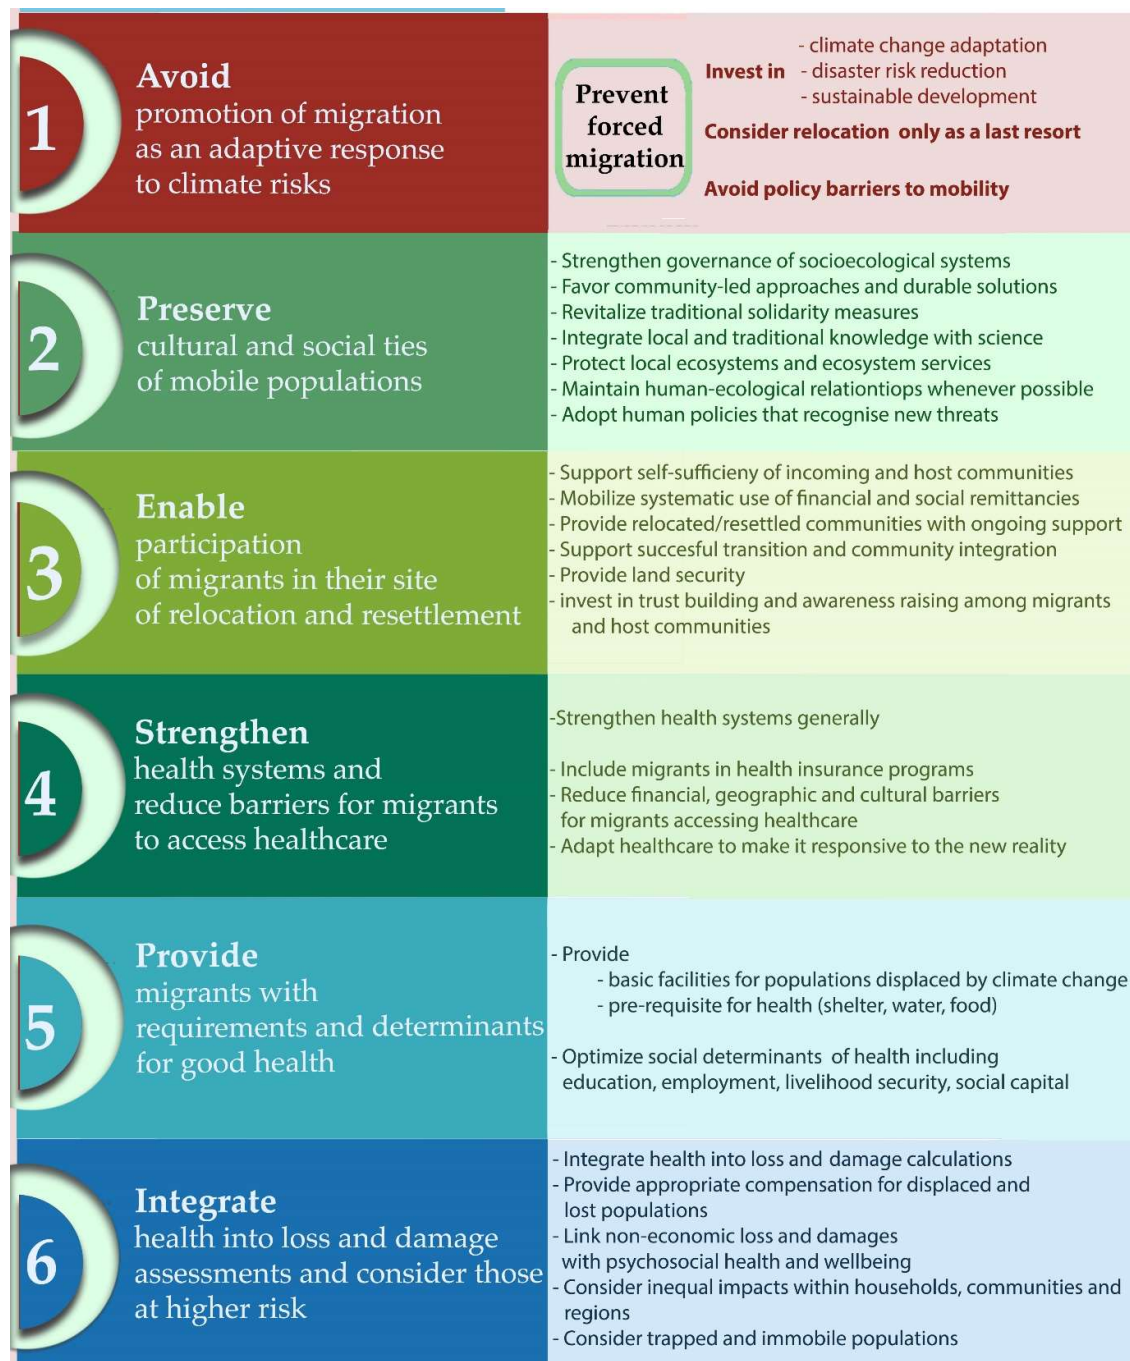 1
Avoid
promotion of migration
as an adaptive response
to climate risks
Prevent
forced
migration
- climate change adaptation
Invest in - disaster risk reduction
- sustainable development
Consider relocation only as a last resort
Avoid policy barriers to mobility
2
Preserve
cultural and social ties
of mobile populations
- Strengthen governance of socioecological systems
- Favor community-led approaches and durable solutions
- Revitalize traditional solidarity measures
- Integrate local and traditional knowledge with science
- Protect local ecosystems and ecosystem services
- Maintain human-ecological relationtiops whenever possible
- Adopt human policies that recognise new threats
3
Enable
participation
of migrants in their site
of relocation and resettlement
- Support self-sufficieny of incoming and host communities
- Mobilize systematic use of financial and social remittancies
- Provide relocated/resettled communities with ongoing support
- Support succesful transition and community integration
- Provide land security
- invest in trust building and awareness raising among migrants
and host communities
4
Strengthen
health systems and
reduce barriers for migrants
to access healthcare
-Strengthen health systems generally
- Include migrants in health insurance programs
- Reduce financial, geographic and cultural barriers
for migrants accessing healthcare
- Adapt healthcare to make it responsive to the new reality
5
Provide
migrants with
requirements and determinants
for good health
- Provide
- basic facilities for populations displaced by climate change
- pre-requisite for health (shelter, water, food)
- Optimize social determinants of health including
education, employment, livelihood security, social capital
6
Integrate
health into loss and damage
assessments and consider those
at higher risk
- Integrate health into loss and damage calculations
- Provide appropriate compensation for displaced and
lost populations
- Link non-economic loss and damages
with psychosocial health and wellbeing
- Consider inequal impacts within households, communities and
regions
- Consider trapped and immobile populations